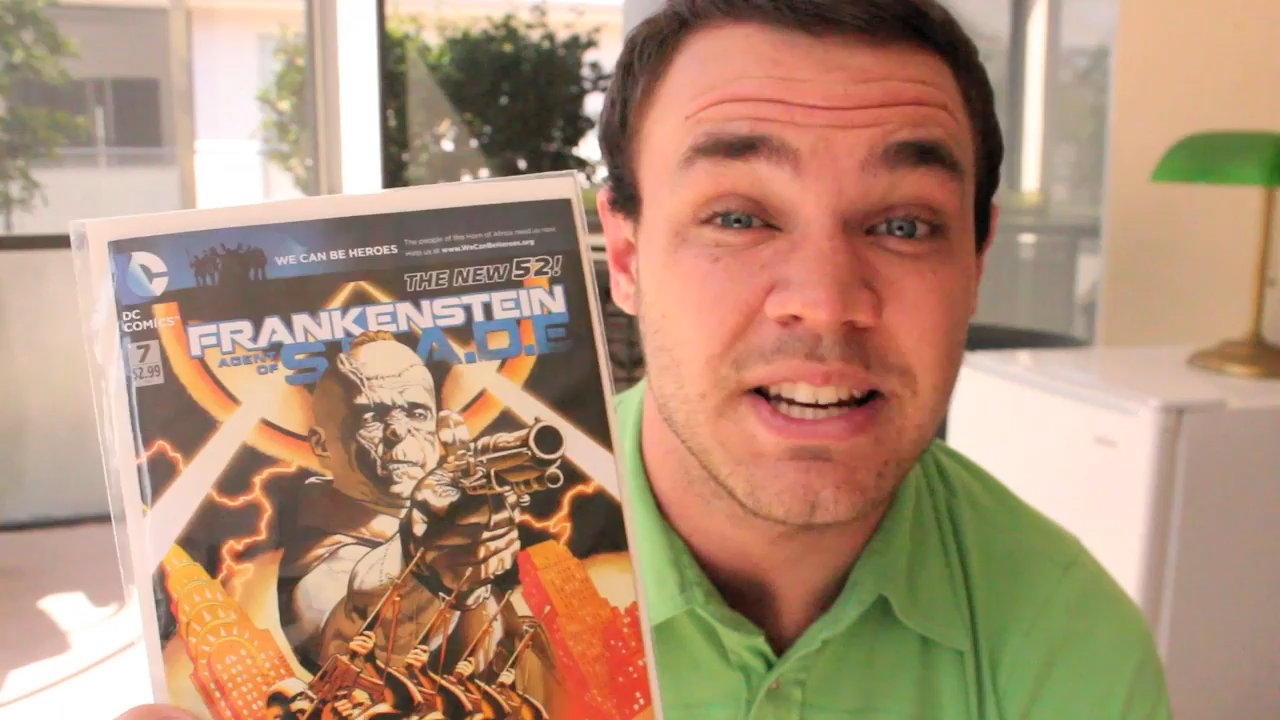 WE CAN BE HEROES
The people of the Horn of Africa need us now
www.WeCanBeHeroes.org
THE NEW 52!
DC
COMICS™
FRANKENSTEIN
AGENT
OF
S A.D.E
7
$2.99